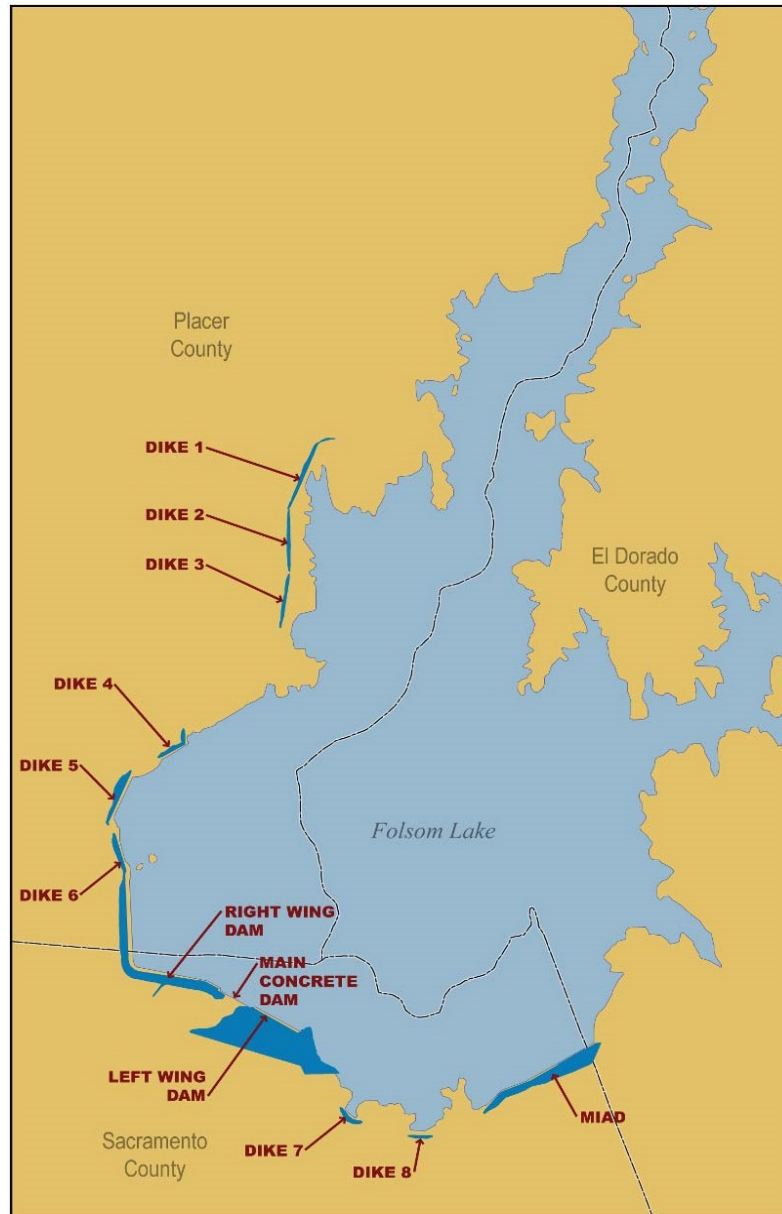 Placer
County
DIKE 1
DIKE 2
DIKE 3
El Dorado
County
DIKE 4
DIKE 5
Folsom Lake
DIKE 6
RIGHT WING
DAM
MAIN
CONCRETE
DAM
LEFT WING
DAM
MIAD
Sacramento
County
DIKE 7
DIKE 8